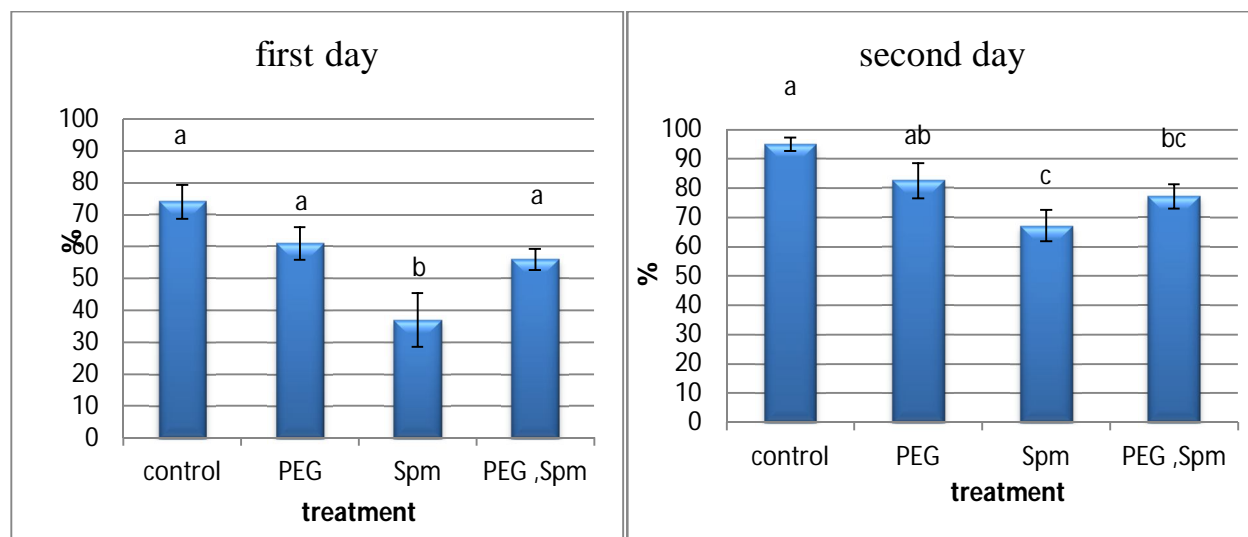 first day
100
90
80
70
60
50
40
30
20
10
0
%
a
a
b
a
control PEG Spm PEG ,Spm
treatment
second day
100
90
80
70
60
50
40
30
20
10
0
%
a
ab
c
bc
control PEG Spm PEG ,Spm
treatment